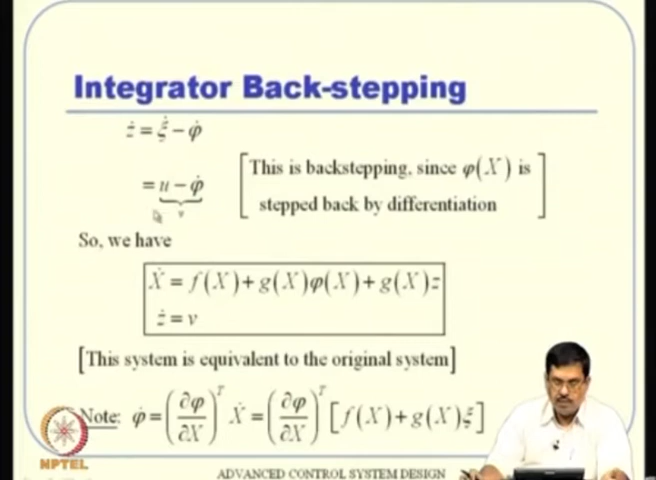 Integrator Back-stepping
ż = ξ̇ − φ̇
= u − φ̇
v
[This is backstepping, since φ(X) is
stepped back by differentiation]
So, we have
Ẋ = f(X) + g(X)φ(X) + g(X)z
ż = v
[This system is equivalent to the original system]
Note: φ̇ = (∂φ/∂X)ᵀ Ẋ = (∂φ/∂X)ᵀ [f(X) + g(X)ξ]
NPTEL
ADVANCED CONTROL SYSTEM DESIGN